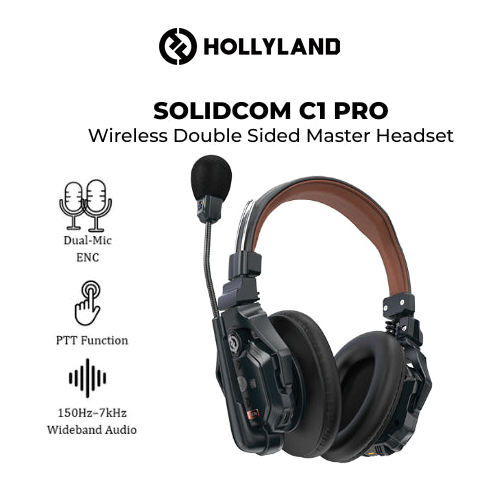 HOLLYLAND
SOLIDCOM C1 PRO
Wireless Double Sided Master Headset
Dual-Mic
ENC
PTT Function
150Hz–7kHz
Wideband Audio